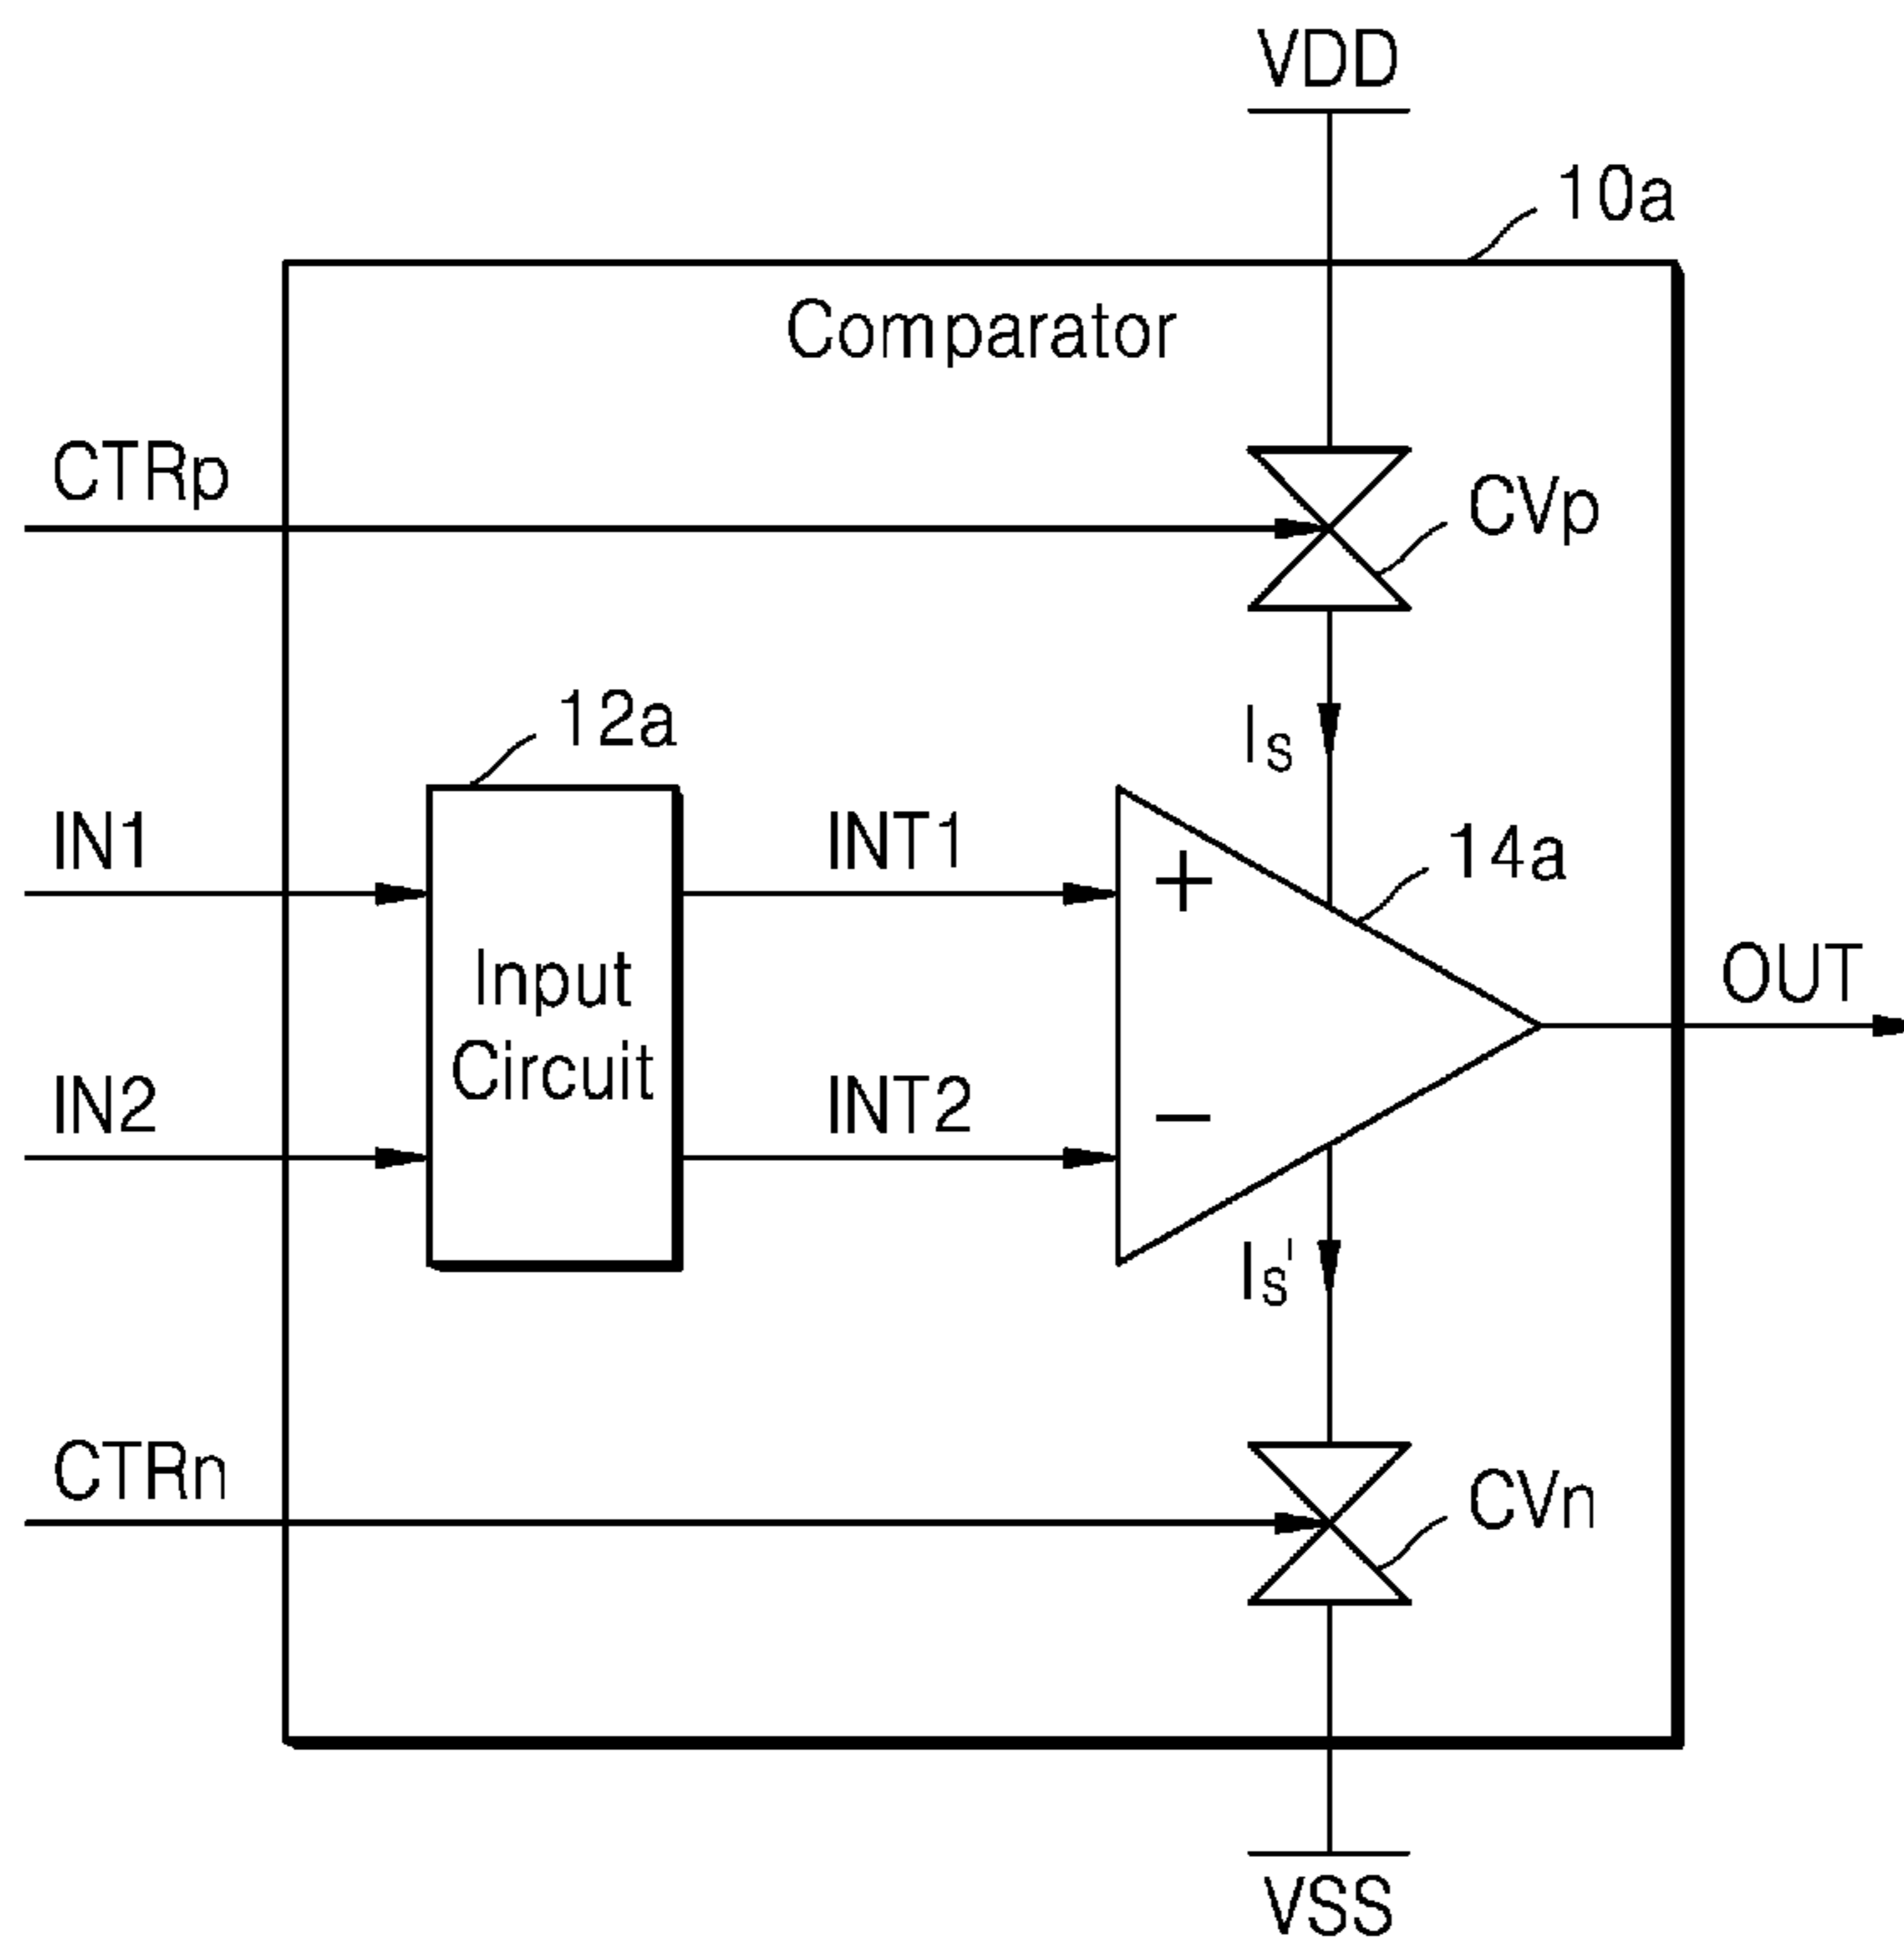 VDD
10a
Comparator
CTRp
CVp
Is
12a
IN1
INT1
+
14a
Input
Circuit
OUT
IN2
INT2
−
Is'
CTRn
CVn
VSS